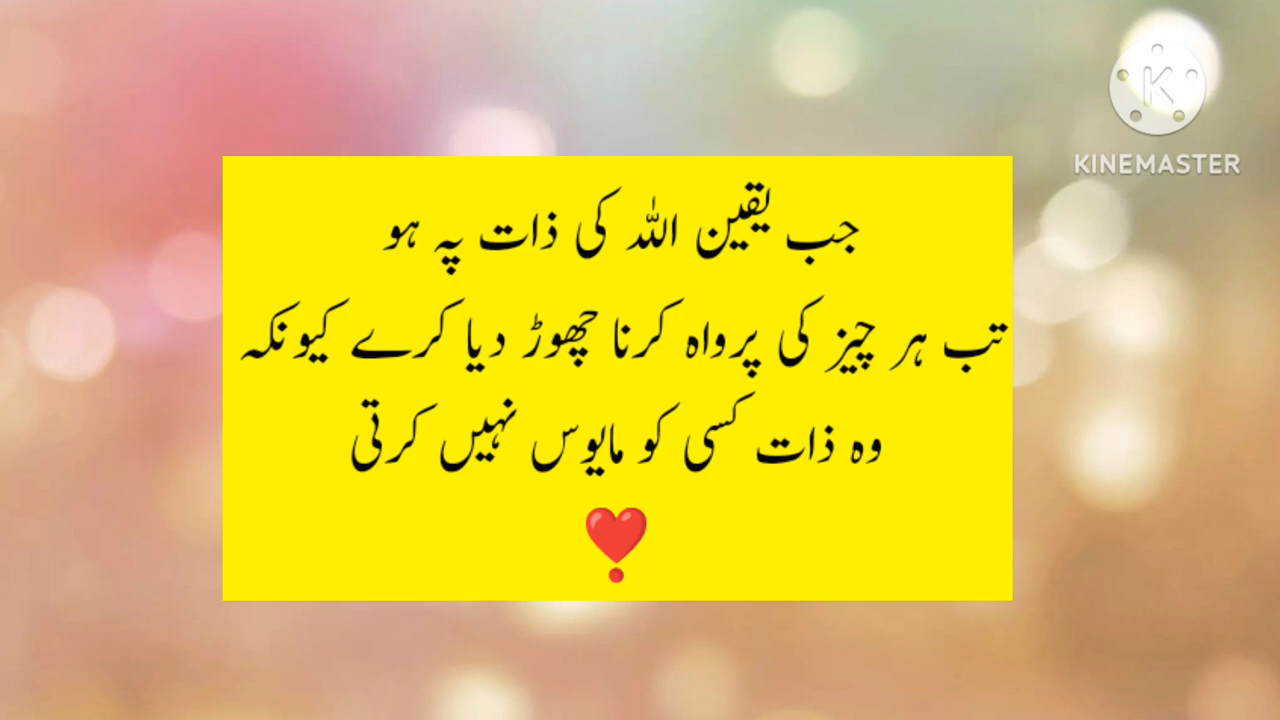 KINEMASTER
جب یقین اللہ کی ذات پہ ہو
تب ہر چیز کی پرواہ کرنا چھوڑ دیا کرے کیونکہ
وہ ذات کسی کو مایوس نہیں کرتی
❣️